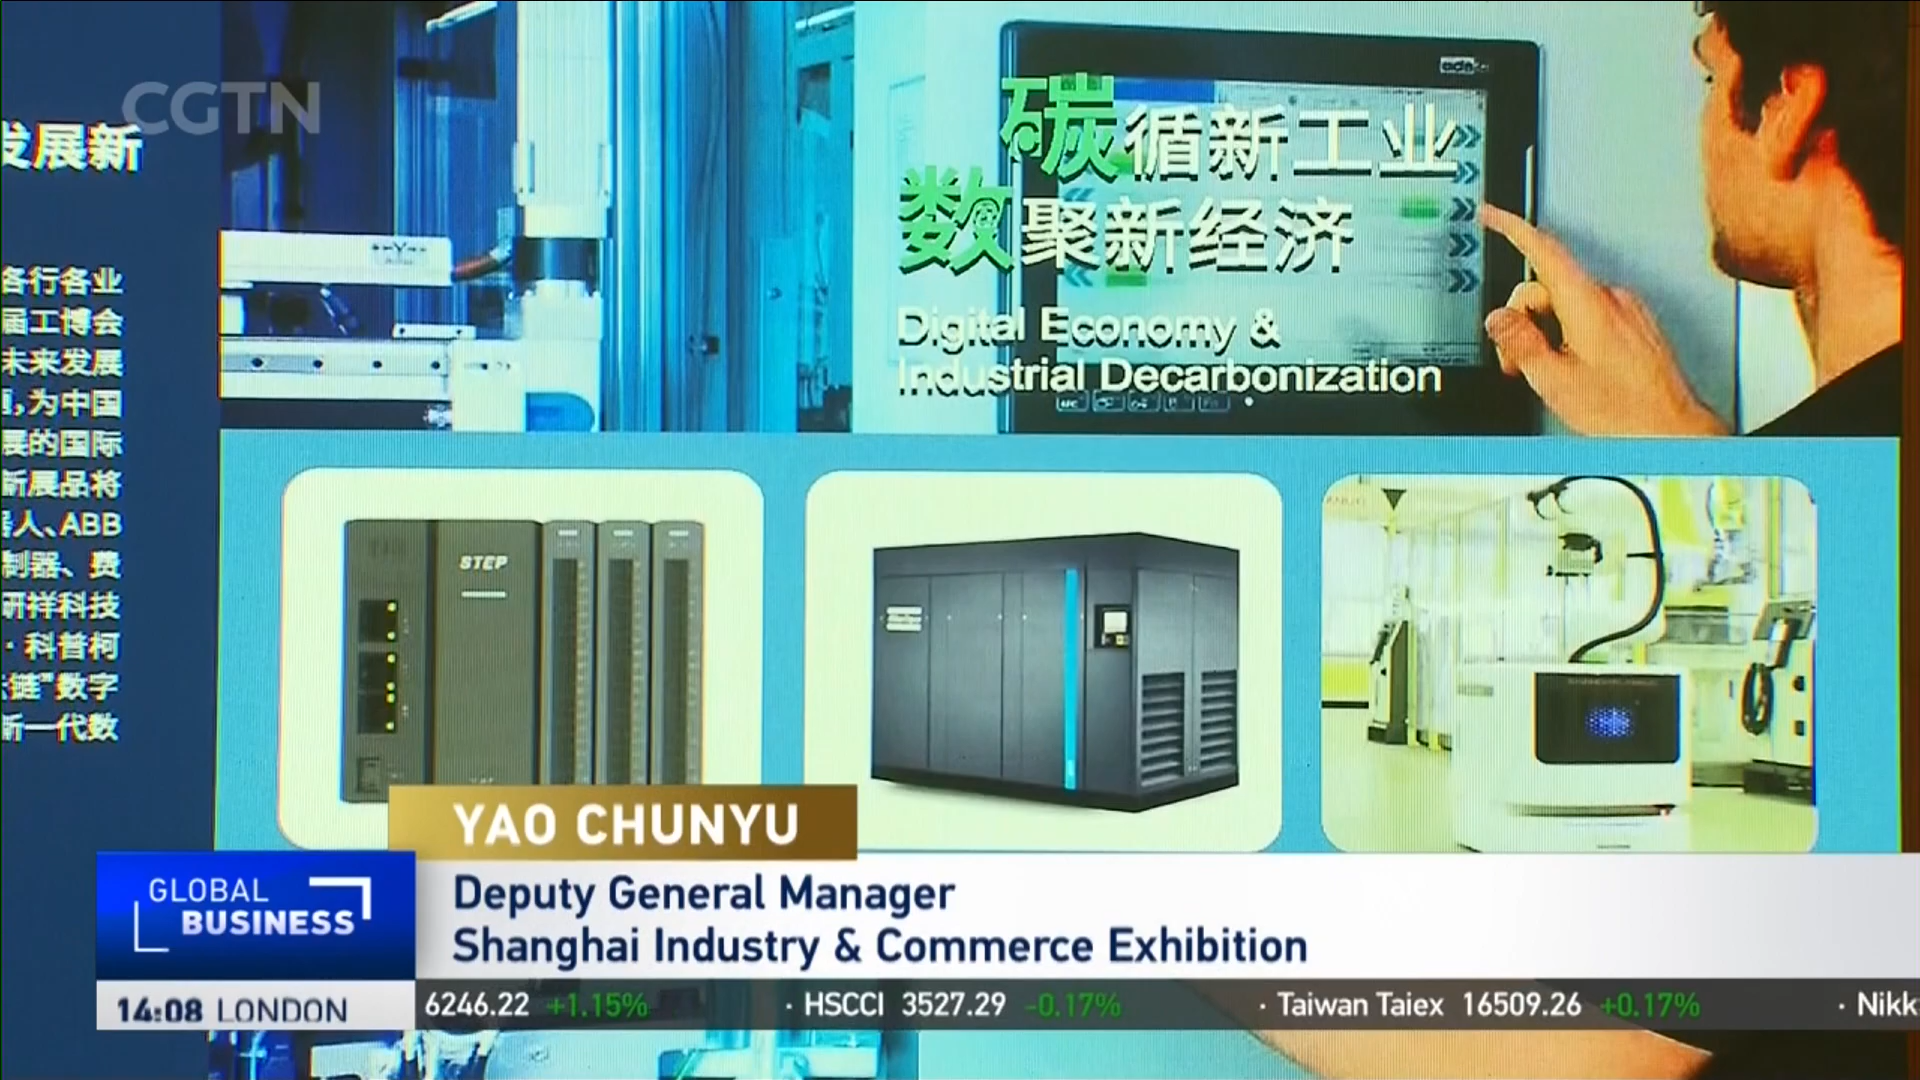 CGTN
发展新
各行各业
届工博会
未来发展
,为中国
展的国际
新展品将
器人、ABB
制器、费
研祥科技
·科普柯
链”数字
新一代数
碳循新工业
数聚新经济
Digital Economy &
Industrial Decarbonization
STEP
YAO CHUNYU
Deputy General Manager
Shanghai Industry & Commerce Exhibition
GLOBAL
BUSINESS
14:08 LONDON
6246.22 +1.15% · HSCCI 3527.29 -0.17% · Taiwan Taiex 16509.26 +0.17% · Nikk